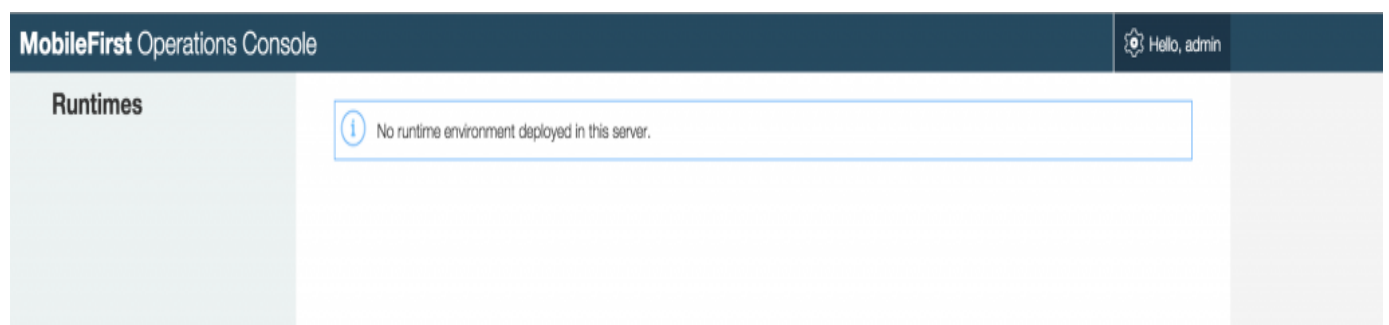 MobileFirst Operations Console
Hello, admin
Runtimes
No runtime environment deployed in this server.